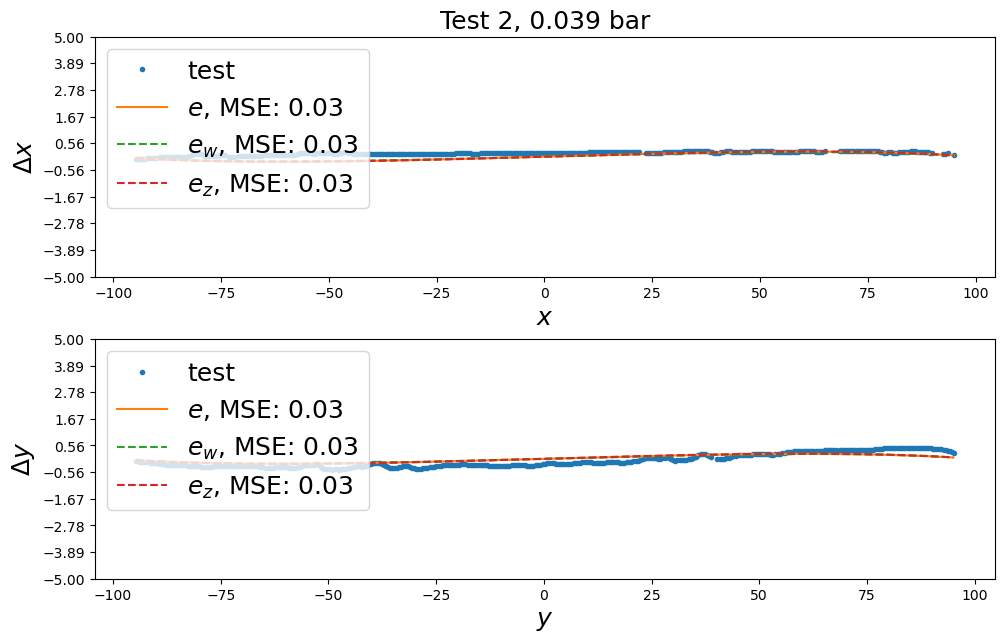 Test 2, 0.039 bar
5.00
3.89
2.78
1.67
0.56
−0.56
−1.67
−2.78
−3.89
−5.00
Δx
test
e, MSE: 0.03
e_w, MSE: 0.03
e_z, MSE: 0.03
−100 −75 −50 −25 0 25 50 75 100
x
5.00
3.89
2.78
1.67
0.56
−0.56
−1.67
−2.78
−3.89
−5.00
Δy
test
e, MSE: 0.03
e_w, MSE: 0.03
e_z, MSE: 0.03
−100 −75 −50 −25 0 25 50 75 100
y